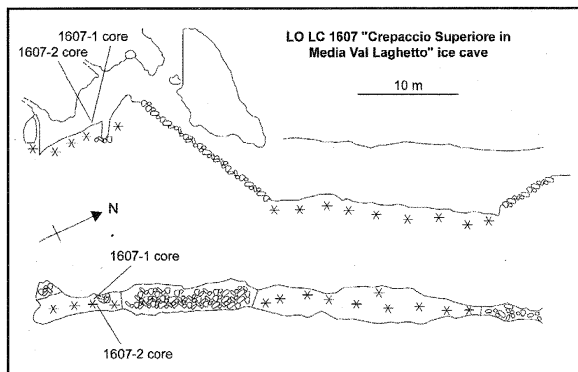 LO LC 1607 "Crepaccio Superiore in
Media Val Laghetto" ice cave
1607-1 core
1607-2 core
10 m
N
1607-1 core
1607-2 core